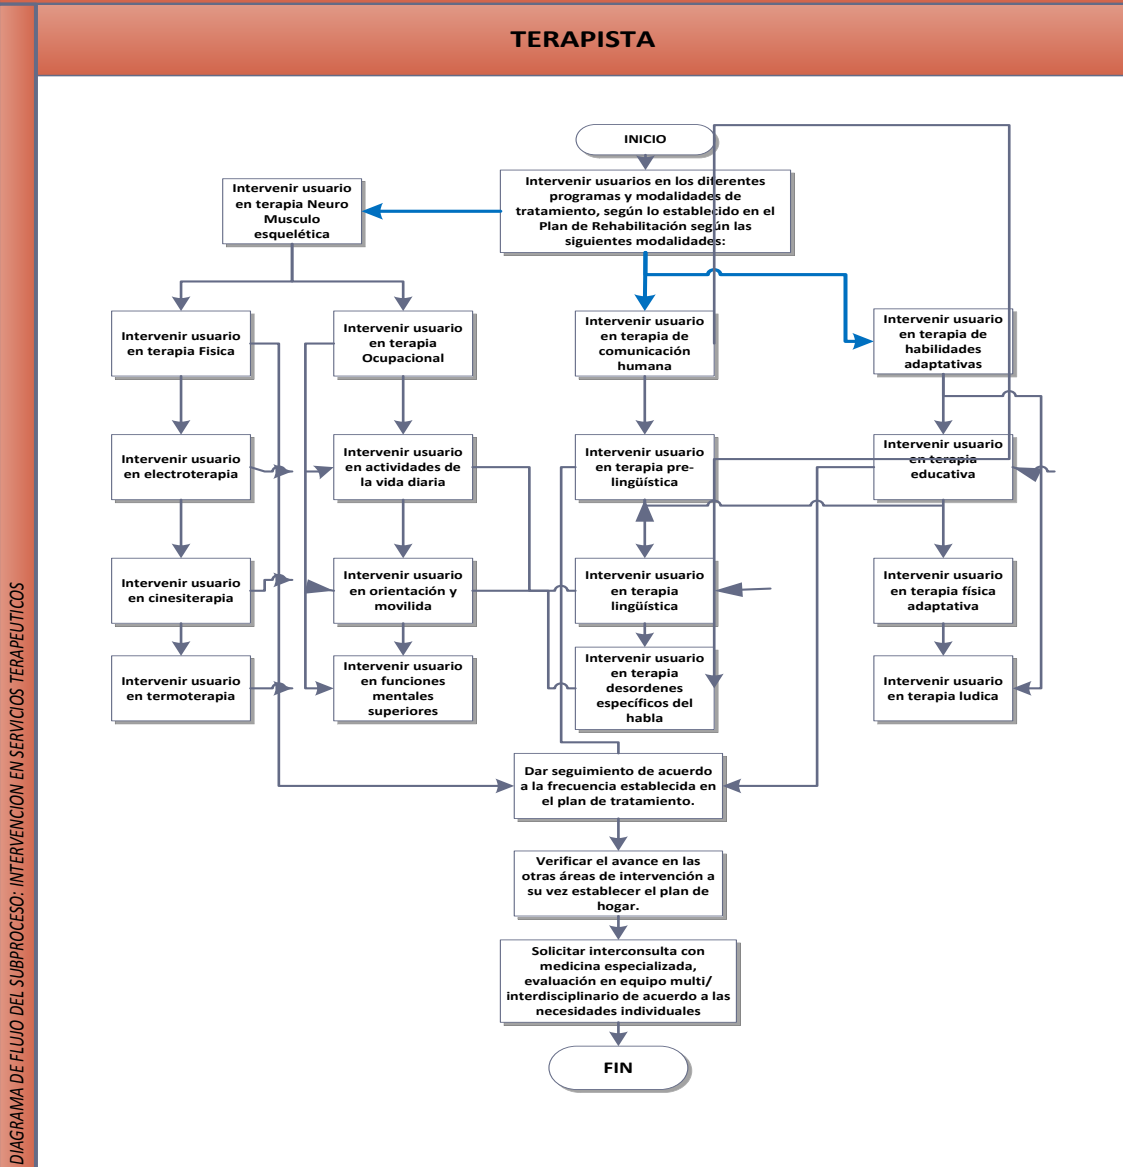 TERAPISTA
DIAGRAMA DE FLUJO DEL SUBPROCESO: INTERVENCION EN SERVICIOS TERAPEUTICOS
INICIO
Intervenir usuarios en los diferentes
programas y modalidades de
tratamiento, según lo establecido en el
Plan de Rehabilitación según las
siguientes modalidades:
Intervenir usuario
en terapia Neuro
Musculo
esquelética
Intervenir usuario
en terapia Fisica
Intervenir usuario
en terapia
Ocupacional
Intervenir usuario
en terapia de
comunicación
humana
Intervenir usuario
en terapia de
habilidades
adaptativas
Intervenir usuario
en electroterapia
Intervenir usuario
en actividades de
la vida diaria
Intervenir usuario
en terapia pre-
lingüística
Intervenir usuario
en terapia
educativa
Intervenir usuario
en cinesiterapia
Intervenir usuario
en orientación y
movilida
Intervenir usuario
en terapia
lingüística
Intervenir usuario
en terapia física
adaptativa
Intervenir usuario
en termoterapia
Intervenir usuario
en funciones
mentales
superiores
Intervenir usuario
en terapia
desordenes
específicos del
habla
Intervenir usuario
en terapia ludica
Dar seguimiento de acuerdo
a la frecuencia establecida en
el plan de tratamiento.
Verificar el avance en las
otras áreas de intervención a
su vez establecer el plan de
hogar.
Solicitar interconsulta con
medicina especializada,
evaluación en equipo multi/
interdisciplinario de acuerdo a las
necesidades individuales
FIN